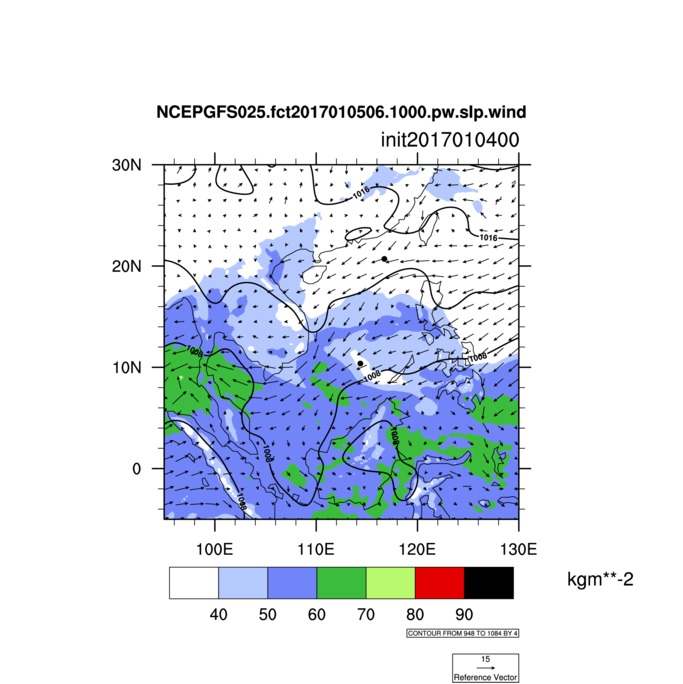 NCEPGFS025.fct2017010506.1000.pw.slp.wind
init2017010400
30N
1016
1016
20N
1008
10N
1008
1008
1008
1008
0
1008
100E 110E 120E 130E
kgm**-2
40 50 60 70 80 90
CONTOUR FROM 948 TO 1084 BY 4
15
Reference Vector